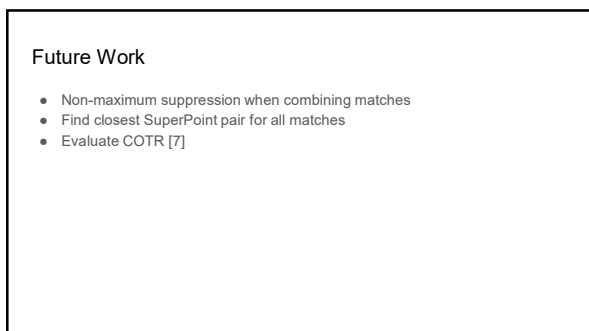 Future Work
● Non-maximum suppression when combining matches
● Find closest SuperPoint pair for all matches
● Evaluate COTR [7]